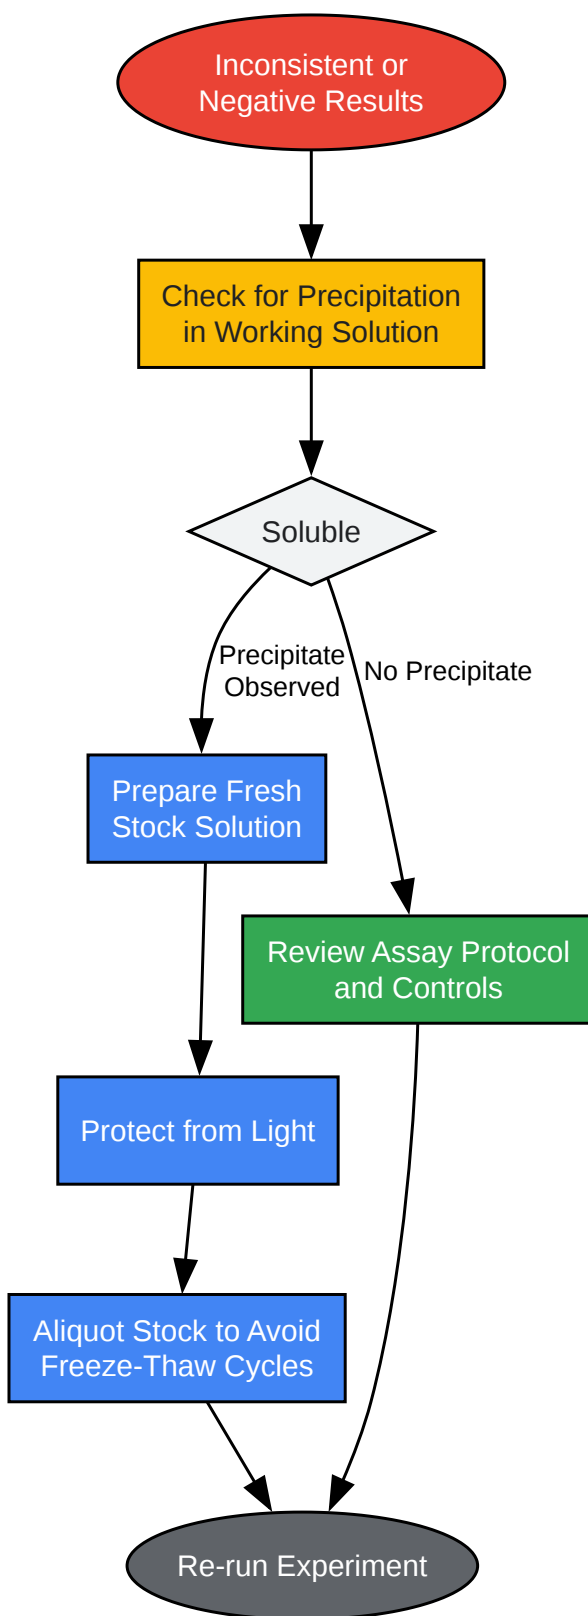 Inconsistent or
Negative Results
Check for Precipitation
in Working Solution
Soluble
Precipitate
Observed
No Precipitate
Prepare Fresh
Stock Solution
Review Assay Protocol
and Controls
Protect from Light
Aliquot Stock to Avoid
Freeze-Thaw Cycles
Re-run Experiment